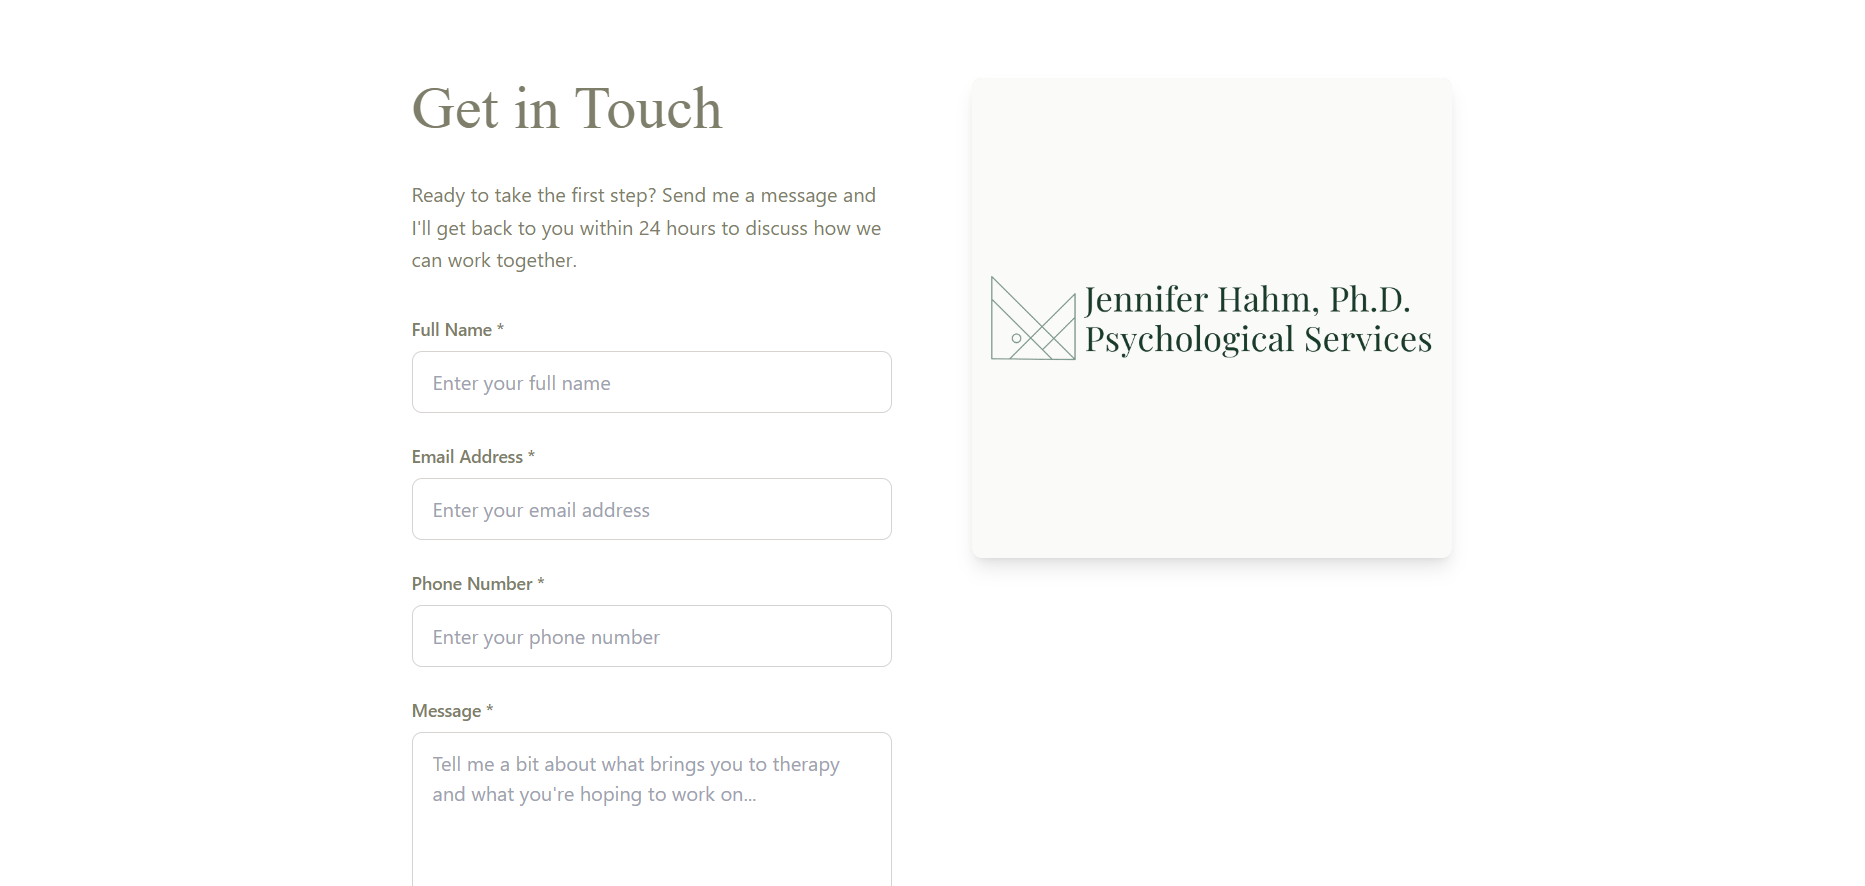 Get in Touch
Ready to take the first step? Send me a message and
I'll get back to you within 24 hours to discuss how we
can work together.
Full Name *
Enter your full name
Email Address *
Enter your email address
Phone Number *
Enter your phone number
Message *
Tell me a bit about what brings you to therapy
and what you're hoping to work on...
Jennifer Hahm, Ph.D.
Psychological Services